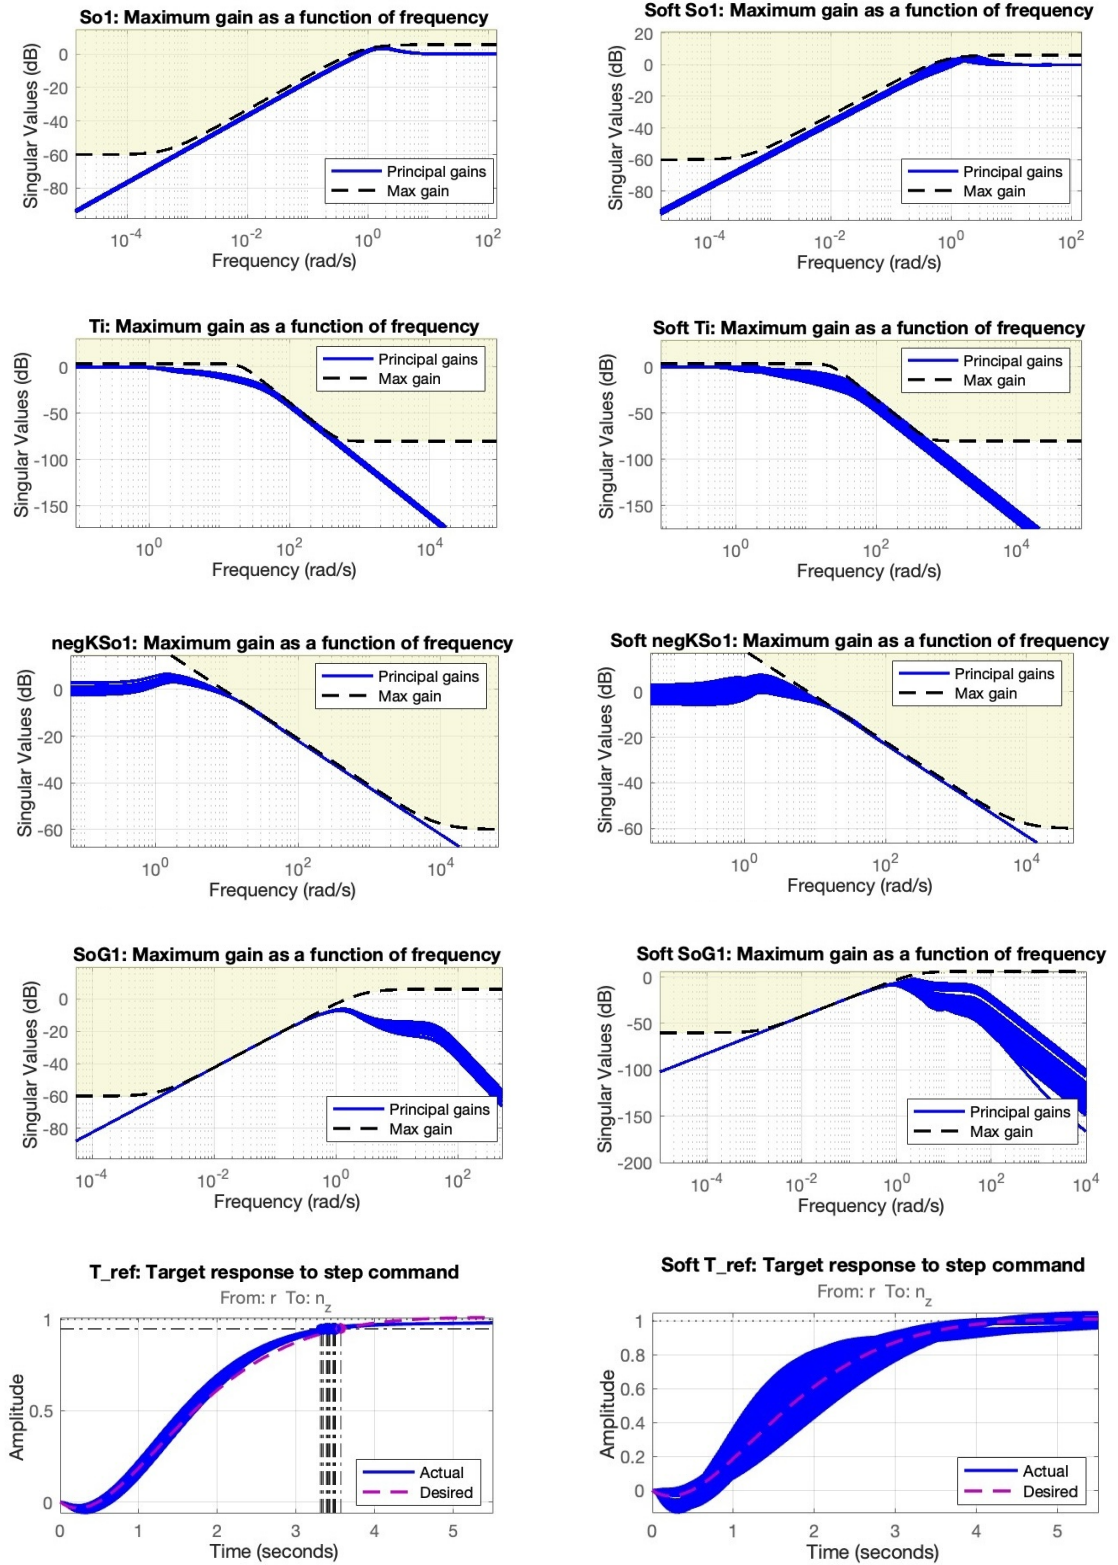 So1: Maximum gain as a function of frequency
Singular Values (dB)
0
-20
-40
-60
-80
Principal gains
Max gain
10^-4
10^-2
10^0
10^2
Frequency (rad/s)
Soft So1: Maximum gain as a function of frequency
Singular Values (dB)
20
0
-20
-40
-60
-80
Principal gains
Max gain
10^-4
10^-2
10^0
10^2
Frequency (rad/s)
Ti: Maximum gain as a function of frequency
Singular Values (dB)
0
-50
-100
-150
Principal gains
Max gain
10^0
10^2
10^4
Frequency (rad/s)
Soft Ti: Maximum gain as a function of frequency
Singular Values (dB)
0
-50
-100
-150
Principal gains
Max gain
10^0
10^2
10^4
Frequency (rad/s)
negKSo1: Maximum gain as a function of frequency
Singular Values (dB)
0
-20
-40
-60
Principal gains
Max gain
10^0
10^2
10^4
Frequency (rad/s)
Soft negKSo1: Maximum gain as a function of frequency
Singular Values (dB)
0
-20
-40
-60
Principal gains
Max gain
10^0
10^2
10^4
Frequency (rad/s)
SoG1: Maximum gain as a function of frequency
Singular Values (dB)
0
-20
-40
-60
-80
Principal gains
Max gain
10^-4
10^-2
10^0
10^2
Frequency (rad/s)
Soft SoG1: Maximum gain as a function of frequency
Singular Values (dB)
0
-50
-100
-150
-200
Principal gains
Max gain
10^-4
10^-2
10^0
10^2
10^4
Frequency (rad/s)
T_ref: Target response to step command
From: r To: n_z
Amplitude
1
0.5
0
Actual
Desired
0
1
2
3
4
5
Time (seconds)
Soft T_ref: Target response to step command
From: r To: n_z
Amplitude
1
0.8
0.6
0.4
0.2
0
Actual
Desired
0
1
2
3
4
5
Time (seconds)